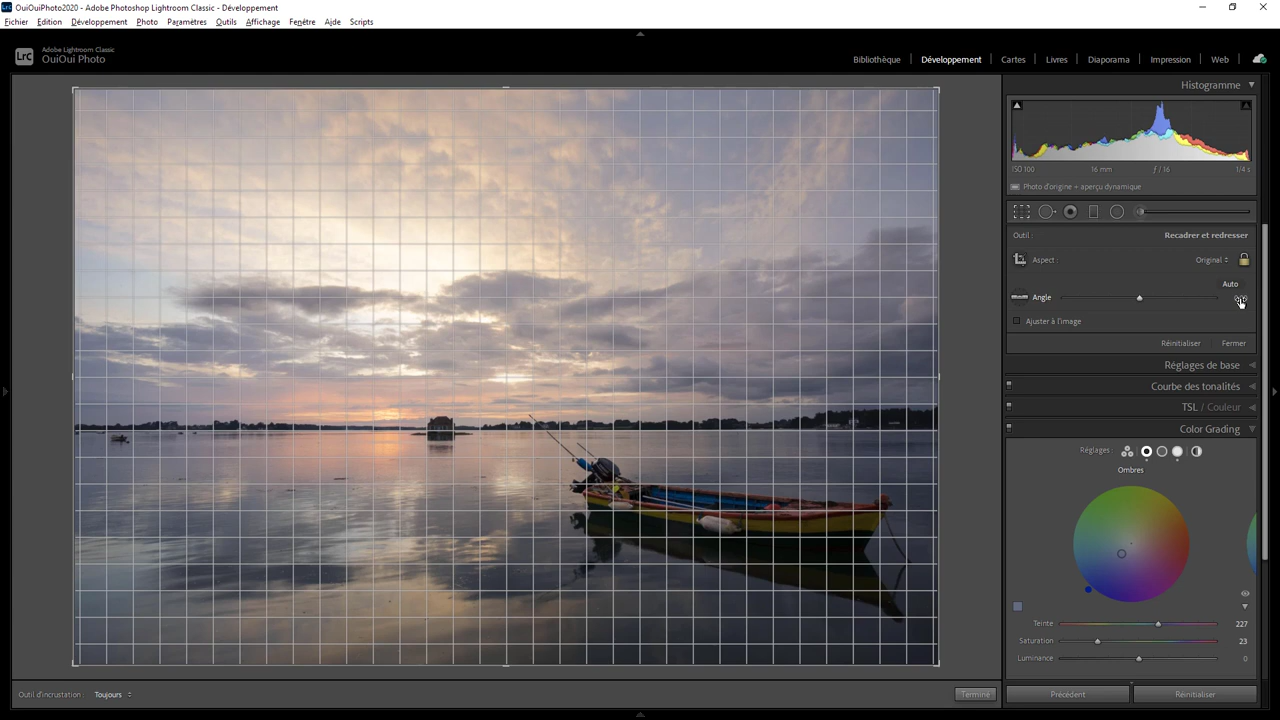 OuiOuiPhoto2020 - Adobe Photoshop Lightroom Classic - Développement
Fichier Edition Développement Photo Paramètres Outils Affichage Fenêtre Aide Scripts
Lrc
Adobe Lightroom Classic
OuiOui Photo
Bibliothèque | Développement | Cartes | Livres | Diaporama | Impression | Web
Histogramme
ISO 100 16 mm ƒ / 16 1/4 s
Photo d'origine + aperçu dynamique
Outil : Recadrer et redresser
Aspect : Original
Auto
Angle
Ajuster à l'image
Réinitialiser Fermer
Réglages de base
Courbe des tonalités
TSL / Couleur
Color Grading
Réglages :
Ombres
Teinte 227
Saturation 23
Luminance 0
Outil d'incrustation : Toujours
Terminé
Précédent Réinitialiser